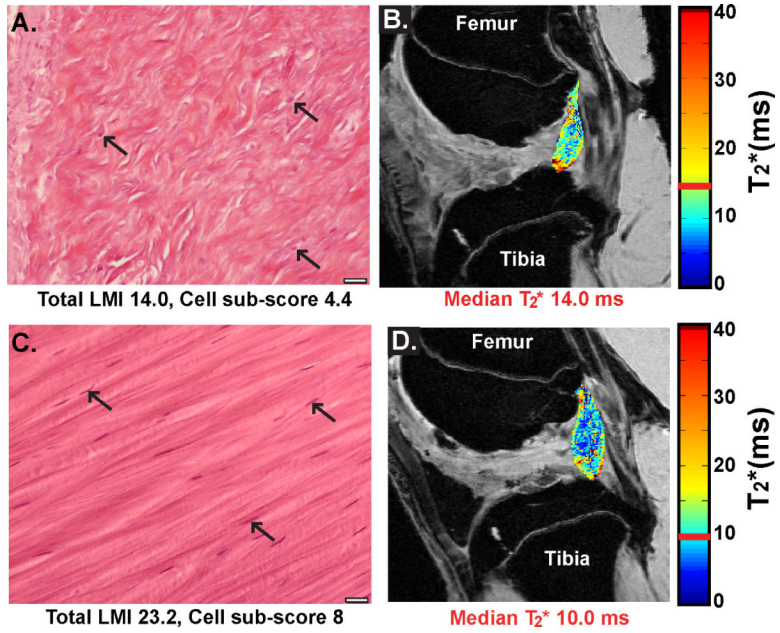 A.
Total LMI 14.0, Cell sub-score 4.4
B.
Femur
Tibia
Median T₂* 14.0 ms
40
30
20
10
0
T₂*(ms)
C.
Total LMI 23.2, Cell sub-score 8
D.
Femur
Tibia
Median T₂* 10.0 ms
40
30
20
10
0
T₂*(ms)